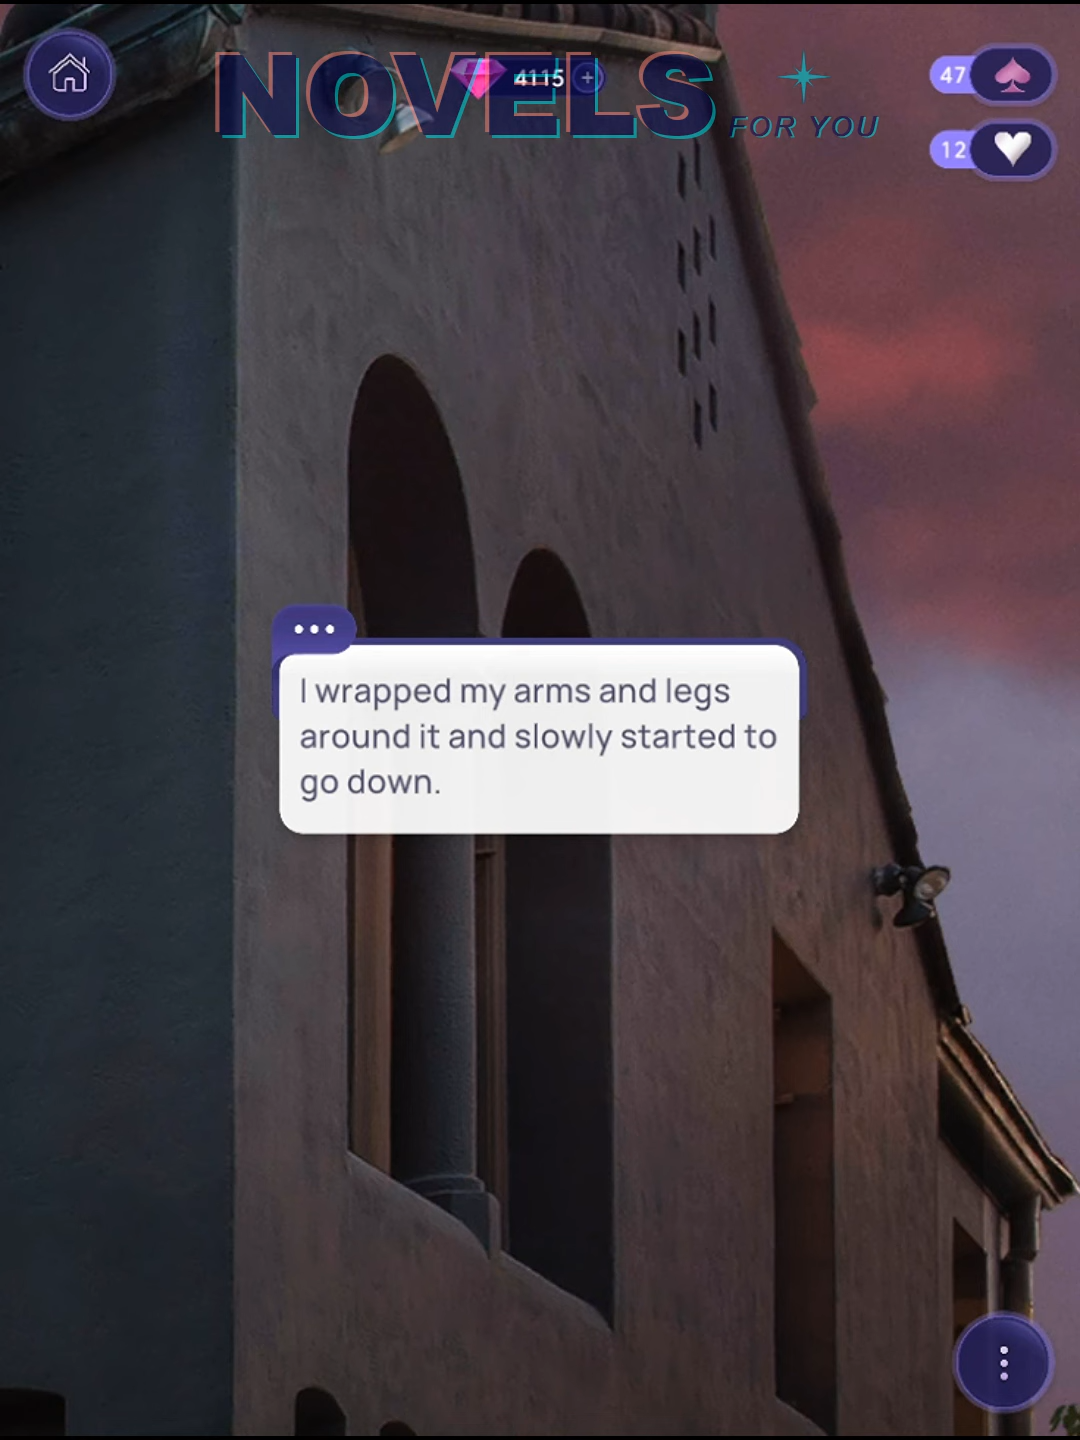 NOVELS
FOR YOU
4115
47
12
I wrapped my arms and legs
around it and slowly started to
go down.